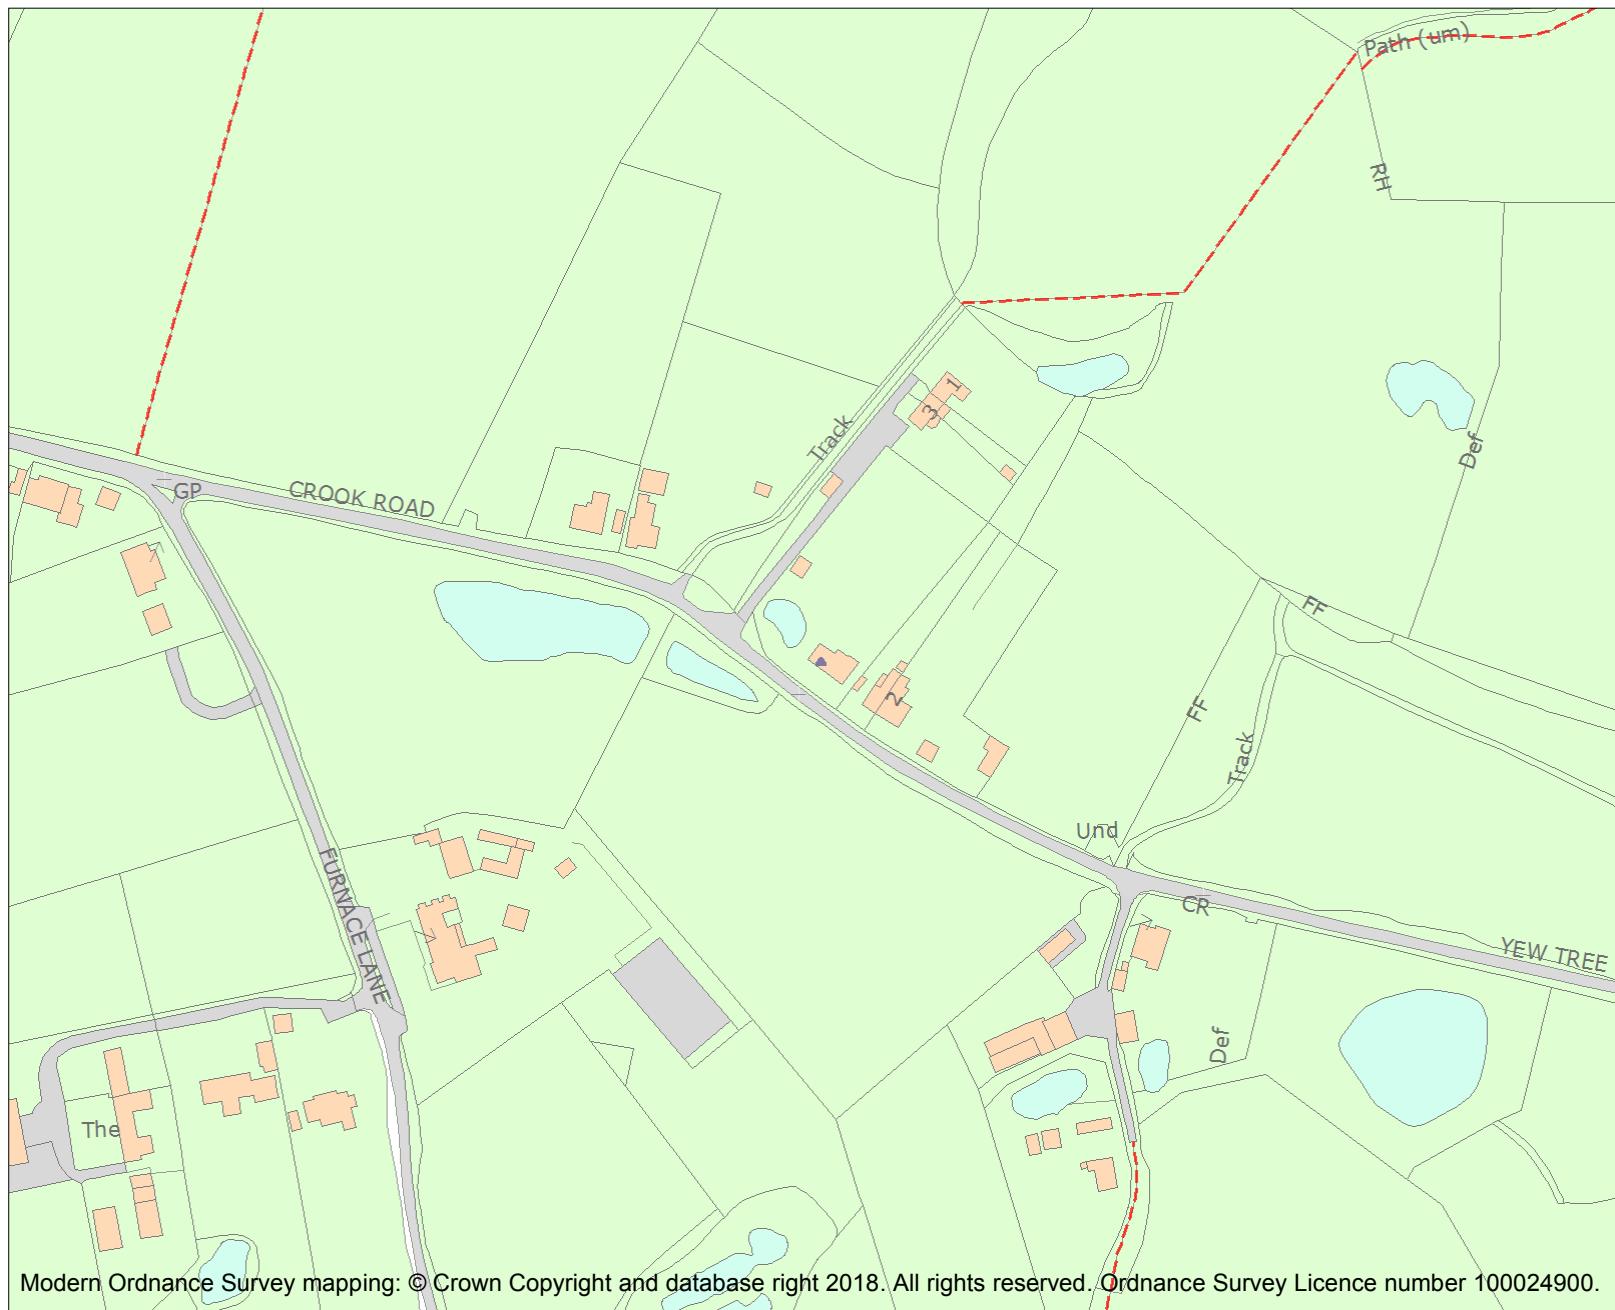 Path (um)
RH
Track
1
3
Def
GP
CROOK ROAD
FF
FF
2
Track
Und
FURNACE LANE
CR
YEW TREE
Def
The
Modern Ordnance Survey mapping: © Crown Copyright and database right 2018. All rights reserved. Ordnance Survey Licence number 100024900.